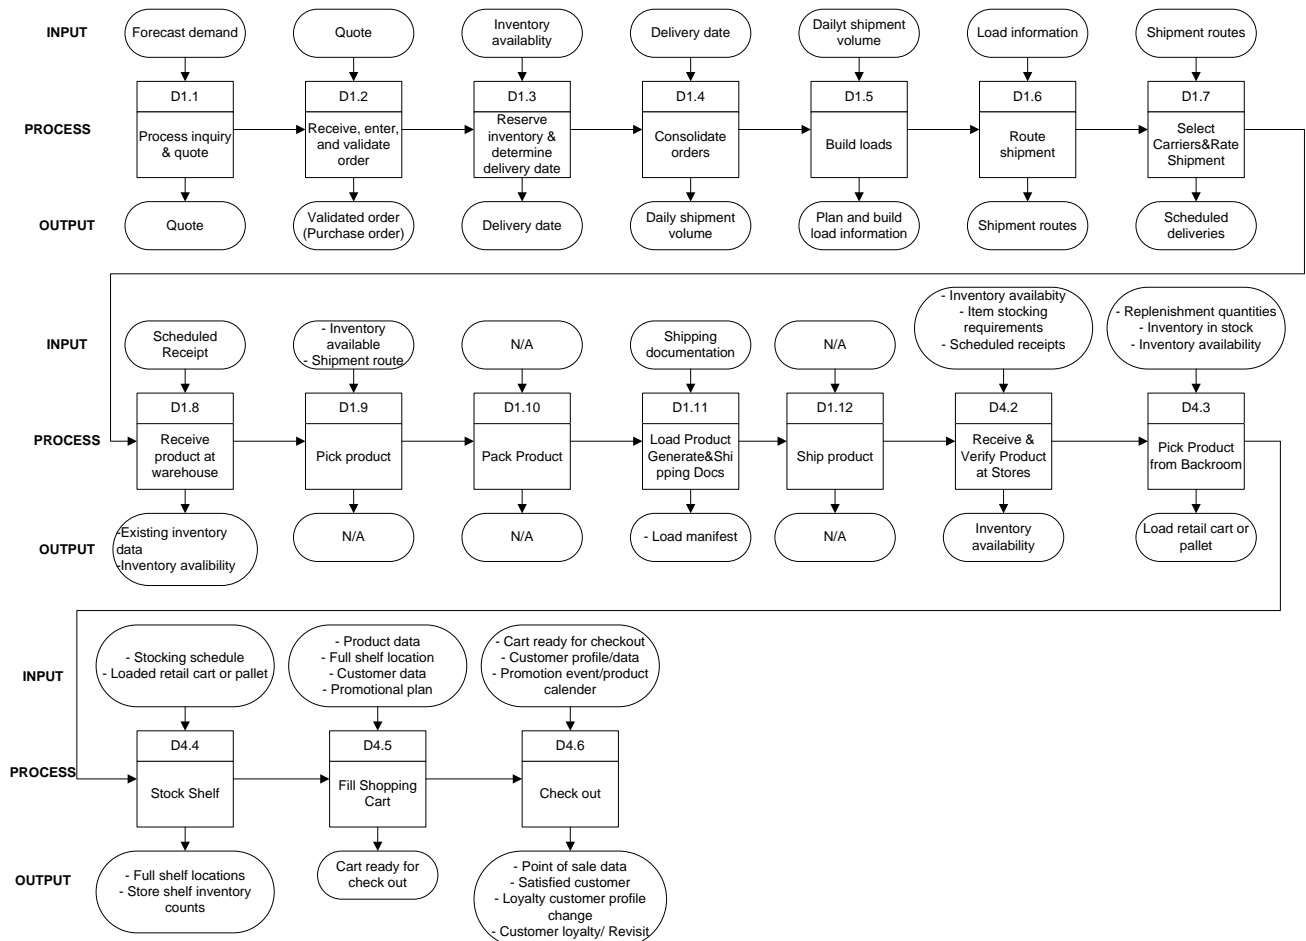 INPUT
Forecast demand
Quote
Inventory
availablity
Delivery date
Dailyt shipment
volume
Load information
Shipment routes
PROCESS
D1.1
Process inquiry
& quote
D1.2
Receive, enter,
and validate
order
D1.3
Reserve
inventory &
determine
delivery date
D1.4
Consolidate
orders
D1.5
Build loads
D1.6
Route
shipment
D1.7
Select
Carriers&Rate
Shipment
OUTPUT
Quote
Validated order
(Purchase order)
Delivery date
Daily shipment
volume
Plan and build
load information
Shipment routes
Scheduled
deliveries
INPUT
Scheduled
Receipt
- Inventory
available
- Shipment route
N/A
Shipping
documentation
N/A
- Inventory availabity
- Item stocking
requirements
- Scheduled receipts
- Replenishment quantities
- Inventory in stock
- Inventory availability
PROCESS
D1.8
Receive
product at
warehouse
D1.9
Pick product
D1.10
Pack Product
D1.11
Load Product
Generate&Shi
pping Docs
D1.12
Ship product
D4.2
Receive &
Verify Product
at Stores
D4.3
Pick Product
from Backroom
OUTPUT
-Existing inventory
data
-Inventory avalibility
N/A
N/A
- Load manifest
N/A
Inventory
availability
Load retail cart or
pallet
INPUT
- Stocking schedule
- Loaded retail cart or pallet
- Product data
- Full shelf location
- Customer data
- Promotional plan
- Cart ready for checkout
- Customer profile/data
- Promotion event/product
calender
PROCESS
D4.4
Stock Shelf
D4.5
Fill Shopping
Cart
D4.6
Check out
OUTPUT
- Full shelf locations
- Store shelf inventory
counts
Cart ready for
check out
- Point of sale data
- Satisfied customer
- Loyalty customer profile
change
- Customer loyalty/ Revisit